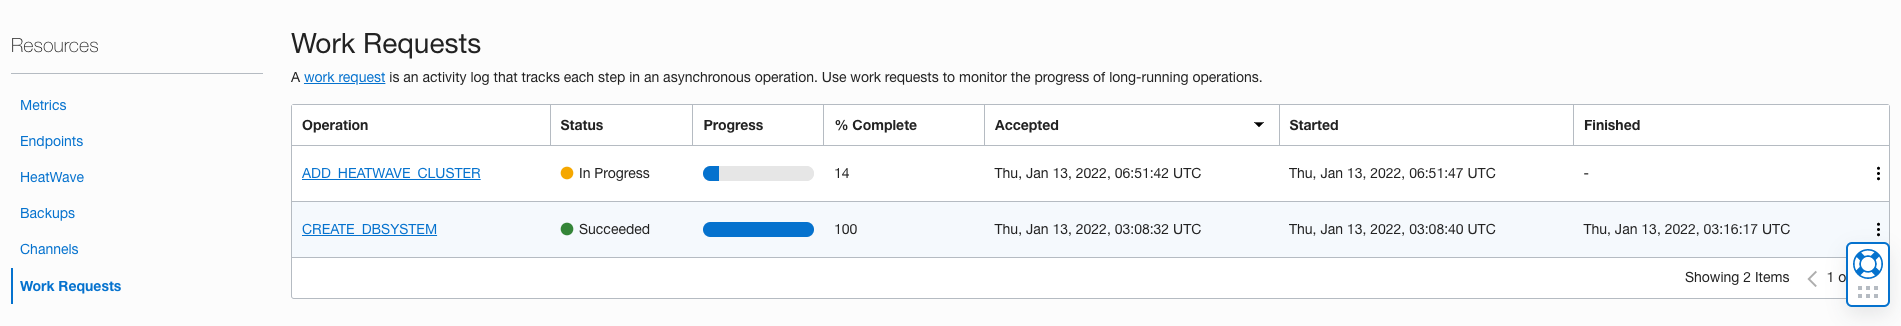 Resources
Metrics
Endpoints
HeatWave
Backups
Channels
Work Requests
Work Requests
A work request is an activity log that tracks each step in an asynchronous operation. Use work requests to monitor the progress of long-running operations.
Operation Status Progress % Complete Accepted Started Finished
ADD_HEATWAVE_CLUSTER In Progress 14 Thu, Jan 13, 2022, 06:51:42 UTC Thu, Jan 13, 2022, 06:51:47 UTC -
CREATE_DBSYSTEM Succeeded 100 Thu, Jan 13, 2022, 03:08:32 UTC Thu, Jan 13, 2022, 03:08:40 UTC Thu, Jan 13, 2022, 03:16:17 UTC
Showing 2 Items 1